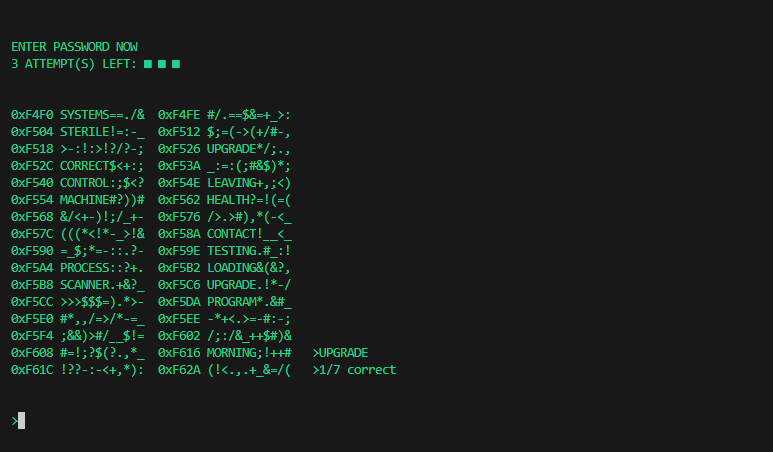 ENTER PASSWORD NOW
3 ATTEMPT(S) LEFT: ■ ■ ■
0xF4F0 SYSTEMS==./& 0xF4FE #/.==$&=+_>:
0xF504 STERILE!=:-_ 0xF512 $;=(->(+/#-,
0xF518 >-:!:>!?/?-; 0xF526 UPGRADE*/;.,
0xF52C CORRECT$<+:; 0xF53A _:=:(;#&$)*;
0xF540 CONTROL:;$<? 0xF54E LEAVING+,;<)
0xF554 MACHINE#?))# 0xF562 HEALTH?=!(=(
0xF568 &/<+-)!;/_+- 0xF576 />.>#),*(-<_
0xF57C (((*<!*-_>!& 0xF58A CONTACT!__<_
0xF590 =_$;*=-::.?- 0xF59E TESTING.#_:!
0xF5A4 PROCESS::?+. 0xF5B2 LOADING&(&?,
0xF5B8 SCANNER.+&?_ 0xF5C6 UPGRADE.!*-/
0xF5CC >>>$$$=).*>- 0xF5DA PROGRAM*.&#_
0xF5E0 #*,,/=>/*-=_ 0xF5EE -*+<.>=-#:-;
0xF5F4 ;&&)>#/__$!= 0xF602 /;:/&_++$#)&
0xF608 #=!;?$(?.,*_ 0xF616 MORNING;!++# >UPGRADE
0xF61C !??-:-<+,*): 0xF62A (!<.,.+_&=/( >1/7 correct
>